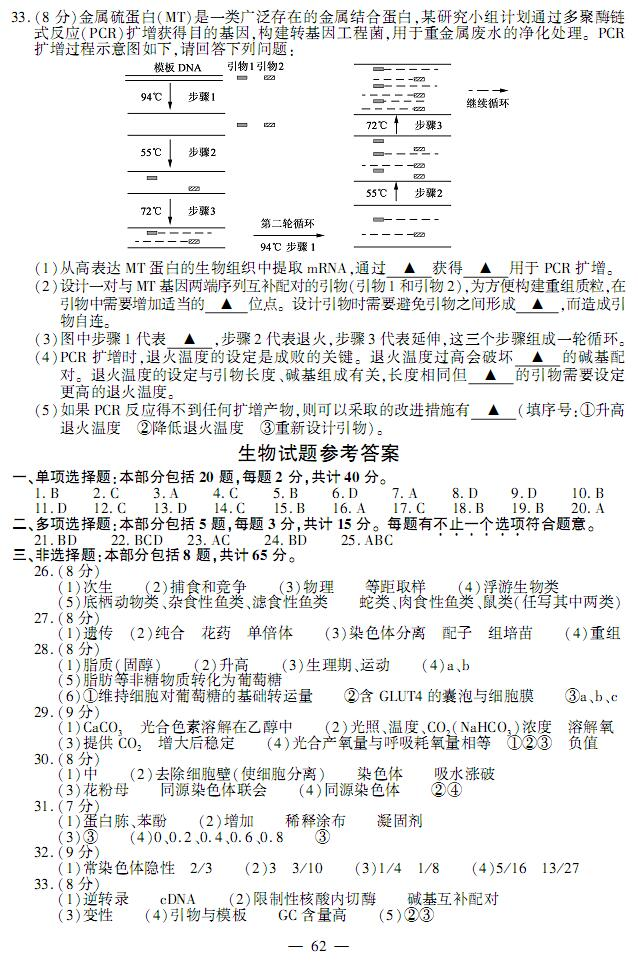 33.(8 分)金属硫蛋白(MT)是一类广泛存在的金属结合蛋白,某研究小组计划通过多聚酶链
式反应(PCR)扩增获得目的基因,构建转基因工程菌,用于重金属废水的净化处理。PCR
扩增过程示意图如下,请回答下列问题:
模板 DNA 引物1 引物2
94℃ 步骤1
55℃ 步骤2
72℃ 步骤3
第二轮循环
94℃ 步骤 1
55℃ 步骤2
72℃ 步骤3
继续循环
(1)从高表达 MT 蛋白的生物组织中提取 mRNA,通过 ▲ 获得 ▲ 用于 PCR 扩增。
(2)设计一对与 MT 基因两端序列互补配对的引物(引物 1 和引物 2),为方便构建重组质粒,在
引物中需要增加适当的 ▲ 位点。设计引物时需要避免引物之间形成 ▲ ,而造成引
物自连。
(3)图中步骤 1 代表 ▲ ,步骤 2 代表退火,步骤 3 代表延伸,这三个步骤组成一轮循环。
(4)PCR 扩增时,退火温度的设定是成败的关键。退火温度过高会破坏 ▲ 的碱基配
对。退火温度的设定与引物长度、碱基组成有关,长度相同但 ▲ 的引物需要设定
更高的退火温度。
(5)如果 PCR 反应得不到任何扩增产物,则可以采取的改进措施有 ▲ (填序号:①升高
退火温度 ②降低退火温度 ③重新设计引物)。
生物试题参考答案
一、单项选择题:本部分包括 20 题,每题 2 分,共计 40 分。
1. B 2. C 3. A 4. C 5. B 6. D 7. A 8. D 9. D 10. B
11. D 12. C 13. D 14. C 15. B 16. A 17. C 18. B 19. B 20. A
二、多项选择题:本部分包括 5 题,每题 3 分,共计 15 分。每题有不止一个选项符合题意。
21. BD 22. BCD 23. AC 24. BD 25. ABC
三、非选择题:本部分包括 8 题,共计 65 分。
26.(8 分)
(1)次生 (2)捕食和竞争 (3)物理 等距取样 (4)浮游生物类
(5)底栖动物类、杂食性鱼类、滤食性鱼类 蛇类、肉食性鱼类、鼠类(任写其中两类)
27.(8 分)
(1)遗传 (2)纯合 花药 单倍体 (3)染色体分离 配子 组培苗 (4)重组
28.(8 分)
(1)脂质(固醇) (2)升高 (3)生理期、运动 (4)a、b
(5)脂肪等非糖物质转化为葡萄糖
(6)①维持细胞对葡萄糖的基础转运量 ②含 GLUT4 的囊泡与细胞膜 ③a、b、c
29.(9 分)
(1)CaCO₃ 光合色素溶解在乙醇中 (2)光照、温度、CO₂(NaHCO₃)浓度 溶解氧
(3)提供 CO₂ 增大后稳定 (4)光合产氧量与呼吸耗氧量相等 ①②③ 负值
30.(8 分)
(1)中 (2)去除细胞壁(使细胞分离) 染色体 吸水涨破
(3)花粉母 同源染色体联会 (4)同源染色体 ②④
31.(7 分)
(1)蛋白胨、苯酚 (2)增加 稀释涂布 凝固剂
(3)③ (4)0、0.2、0.4、0.6、0.8 ③
32.(9 分)
(1)常染色体隐性 2/3 (2)3 3/10 (3)1/4 1/8 (4)5/16 13/27
33.(8 分)
(1)逆转录 cDNA (2)限制性核酸内切酶 碱基互补配对
(3)变性 (4)引物与模板 GC 含量高 (5)②③
— 62 —